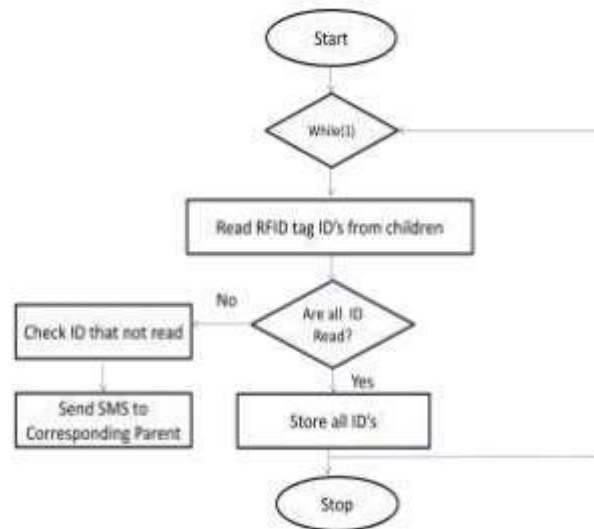 Start
While(1)
Read RFID tag ID's from children
No
Are all ID
Read?
Check ID that not read
Yes
Send SMS to
Corresponding Parent
Store all ID's
Stop